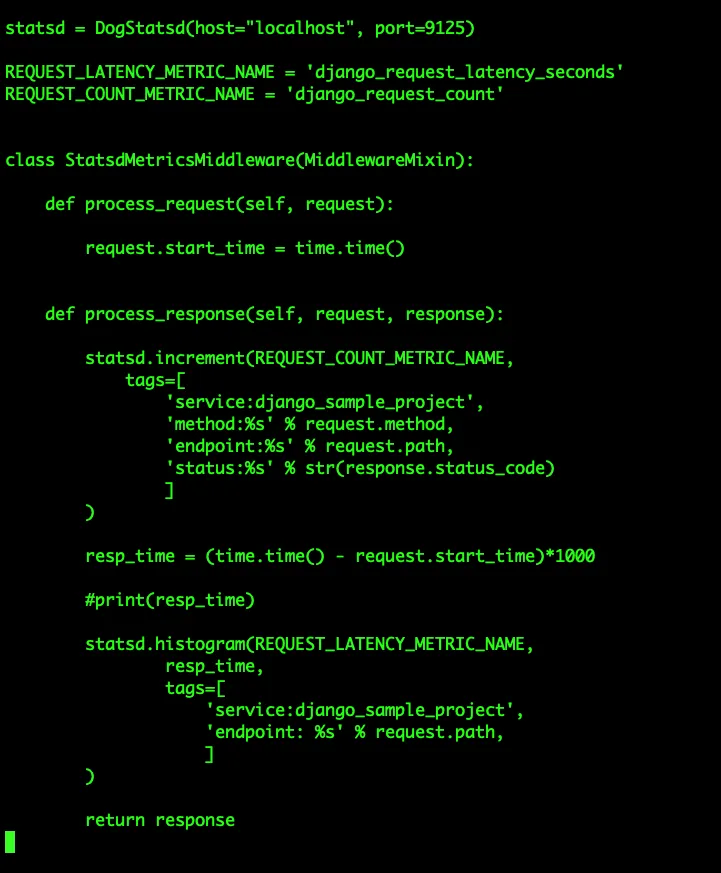 statsd = DogStatsd(host="localhost", port=9125)
REQUEST_LATENCY_METRIC_NAME = 'django_request_latency_seconds'
REQUEST_COUNT_METRIC_NAME = 'django_request_count'
class StatsdMetricsMiddleware(MiddlewareMixin):
    def process_request(self, request):
        request.start_time = time.time()
    def process_response(self, request, response):
        statsd.increment(REQUEST_COUNT_METRIC_NAME,
            tags=[
                'service:django_sample_project',
                'method:%s' % request.method,
                'endpoint:%s' % request.path,
                'status:%s' % str(response.status_code)
                ]
        )
        resp_time = (time.time() - request.start_time)*1000
        #print(resp_time)
        statsd.histogram(REQUEST_LATENCY_METRIC_NAME,
                resp_time,
                tags=[
                    'service:django_sample_project',
                    'endpoint: %s' % request.path,
                    ]
        )
        return response